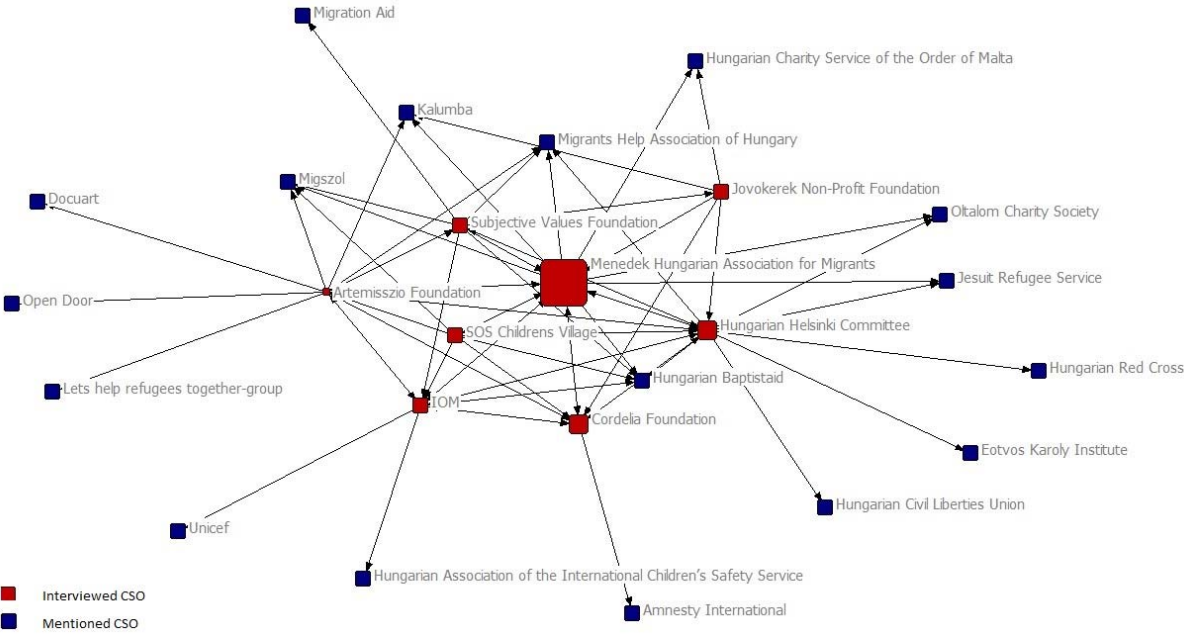 Migration Aid
Hungarian Charity Service of the Order of Malta
Kalumba
Migrants Help Association of Hungary
Migszol
Jovokerek Non-Profit Foundation
Docuart
Oltalom Charity Society
Subjective Values Foundation
Menedek Hungarian Association for Migrants
Jesuit Refugee Service
Artemisszio Foundation
Open Door
Hungarian Helsinki Committee
SOS Childrens Village
Hungarian Red Cross
Hungarian Baptistaid
Lets help refugees together-group
IOM
Cordelia Foundation
Eotvos Karoly Institute
Hungarian Civil Liberties Union
Unicef
Hungarian Association of the International Children's Safety Service
Interviewed CSO
Amnesty International
Mentioned CSO